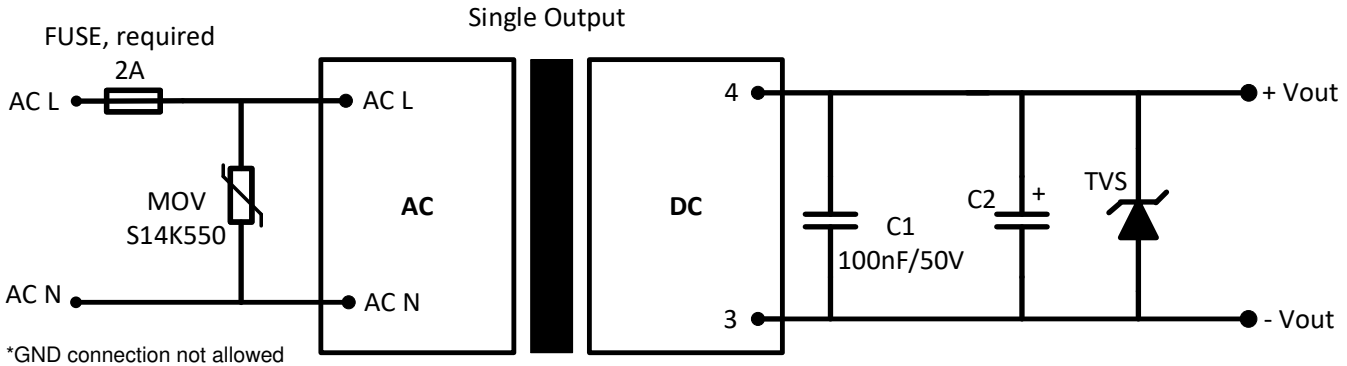 Single Output
FUSE, required
2A
AC L
AC L
MOV
S14K550
AC
AC N
AC N
*GND connection not allowed
DC
4
3
C1
100nF/50V
C2
+
TVS
+ Vout
- Vout